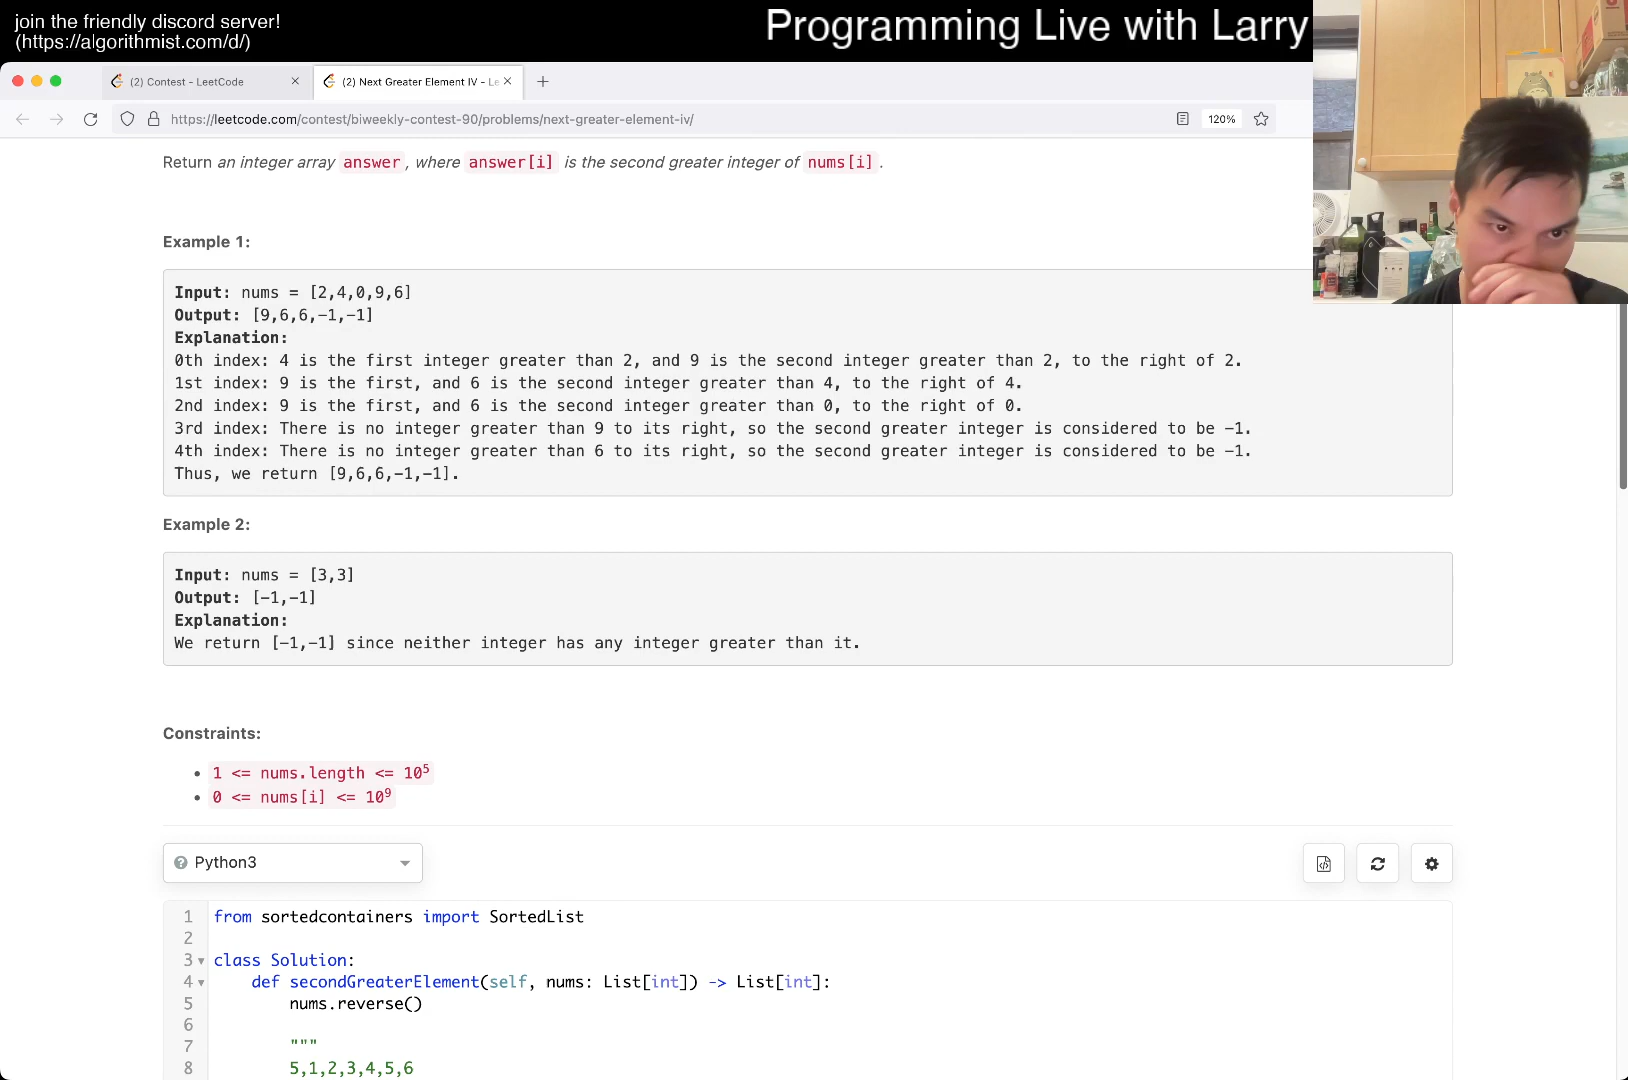 join the friendly discord server!
(https://algorithmist.com/d/)
Programming Live with Larry
(2) Contest - LeetCode
(2) Next Greater Element IV - Le
https://leetcode.com/contest/biweekly-contest-90/problems/next-greater-element-iv/
120%
Return an integer array answer, where answer[i] is the second greater integer of nums[i].
Example 1:
Input: nums = [2,4,0,9,6]
Output: [9,6,6,-1,-1]
Explanation:
0th index: 4 is the first integer greater than 2, and 9 is the second integer greater than 2, to the right of 2.
1st index: 9 is the first, and 6 is the second integer greater than 4, to the right of 4.
2nd index: 9 is the first, and 6 is the second integer greater than 0, to the right of 0.
3rd index: There is no integer greater than 9 to its right, so the second greater integer is considered to be -1.
4th index: There is no integer greater than 6 to its right, so the second greater integer is considered to be -1.
Thus, we return [9,6,6,-1,-1].
Example 2:
Input: nums = [3,3]
Output: [-1,-1]
Explanation:
We return [-1,-1] since neither integer has any integer greater than it.
Constraints:
1 <= nums.length <= 10⁵
0 <= nums[i] <= 10⁹
Python3
1 from sortedcontainers import SortedList
2
3 class Solution:
4 def secondGreaterElement(self, nums: List[int]) -> List[int]:
5 nums.reverse()
6
7 """
8 5,1,2,3,4,5,6